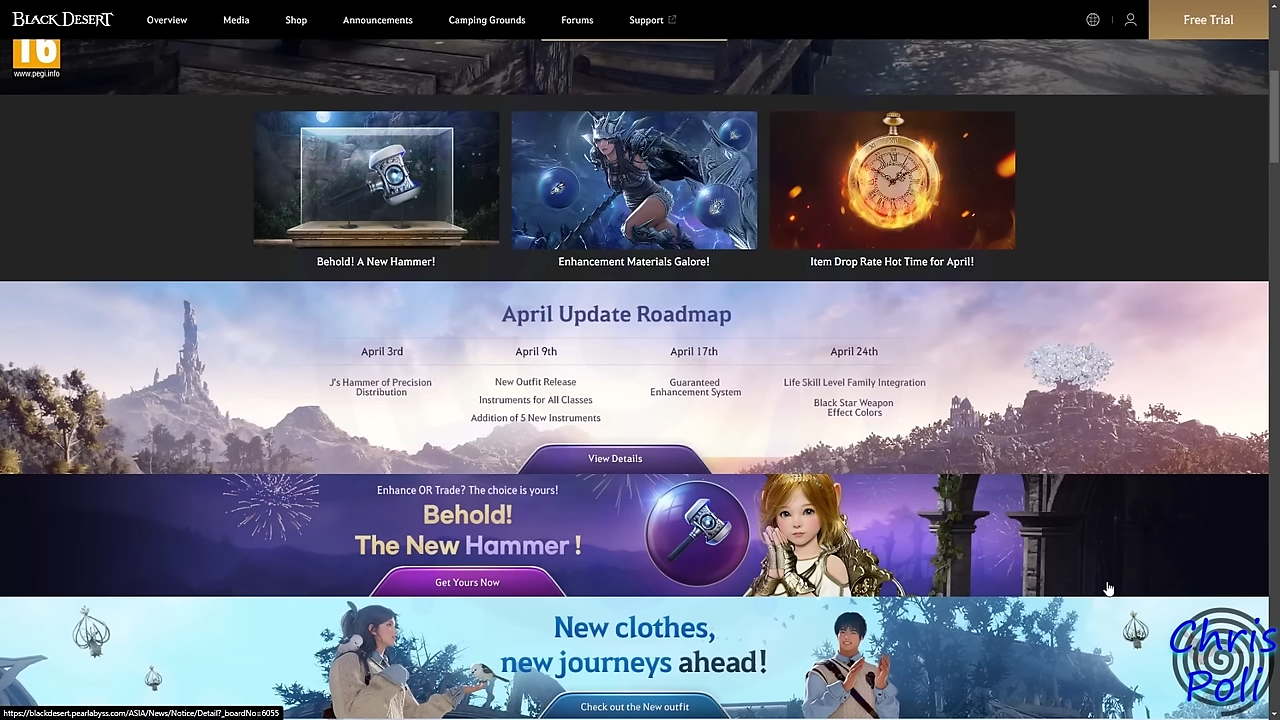 BLACK DESERT
Overview
Media
Shop
Announcements
Camping Grounds
Forums
Support
Free Trial
16
www.pegi.info
Behold! A New Hammer!
Enhancement Materials Galore!
Item Drop Rate Hot Time for April!
April Update Roadmap
April 3rd
April 9th
April 17th
April 24th
J's Hammer of Precision
Distribution
New Outfit Release
Instruments for All Classes
Addition of 5 New Instruments
Guaranteed
Enhancement System
Life Skill Level Family Integration
Black Star Weapon
Effect Colors
View Details
Enhance OR Trade? The choice is yours!
Behold!
The New Hammer !
Get Yours Now
New clothes,
new journeys ahead!
Check out the New outfit
Chris
Poli
https://blackdesert.pearlabyss.com/ASIA/News/Notice/Detail?_boardNo=6055